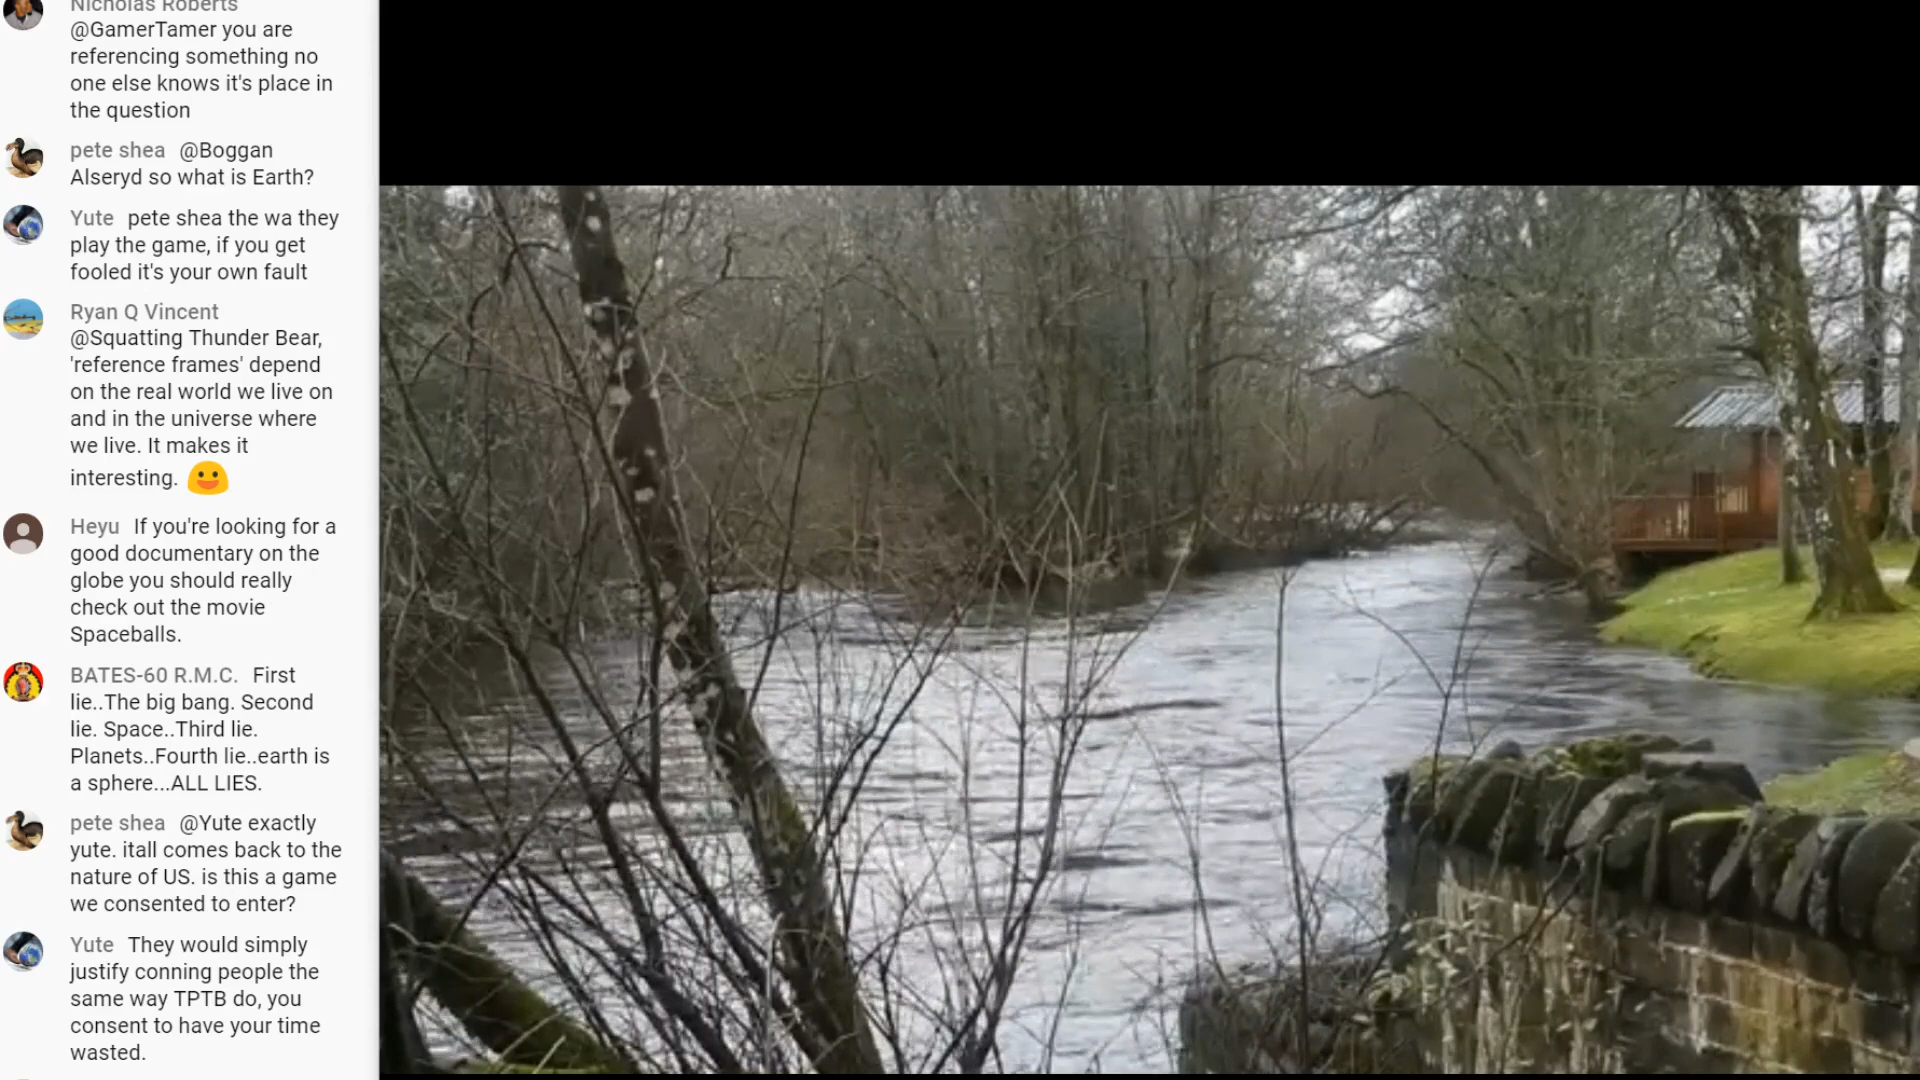 Nicholas Roberts
@GamerTamer you are
referencing something no
one else knows it's place in
the question
pete shea @Boggan
Alseryd so what is Earth?
Yute pete shea the wa they
play the game, if you get
fooled it's your own fault
Ryan Q Vincent
@Squatting Thunder Bear,
'reference frames' depend
on the real world we live on
and in the universe where
we live. It makes it
interesting.
Heyu If you're looking for a
good documentary on the
globe you should really
check out the movie
Spaceballs.
BATES-60 R.M.C. First
lie..The big bang. Second
lie. Space..Third lie.
Planets..Fourth lie..earth is
a sphere...ALL LIES.
pete shea @Yute exactly
yute. itall comes back to the
nature of US. is this a game
we consented to enter?
Yute They would simply
justify conning people the
same way TPTB do, you
consent to have your time
wasted.